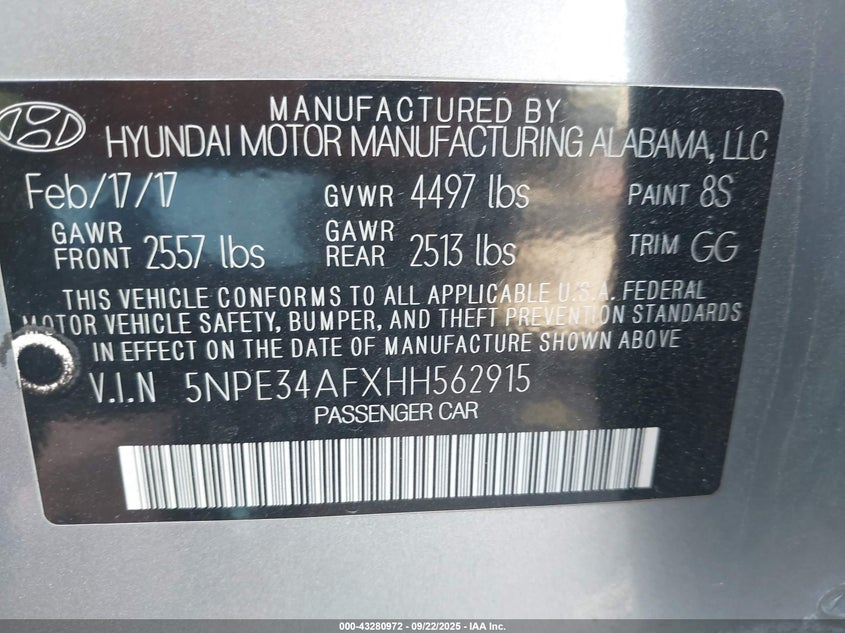 MANUFACTURED BY
HYUNDAI MOTOR MANUFACTURING ALABAMA, LLC
Feb/17/17 GVWR 4497 lbs PAINT 8S
GAWR FRONT 2557 lbs GAWR REAR 2513 lbs TRIM GG
THIS VEHICLE CONFORMS TO ALL APPLICABLE U.S.A. FEDERAL
MOTOR VEHICLE SAFETY, BUMPER, AND THEFT PREVENTION STANDARDS
IN EFFECT ON THE DATE OF MANUFACTURE SHOWN ABOVE
V.I.N 5NPE34AFXHH562915
PASSENGER CAR
000-43280972 - 09/22/2025 - IAA Inc.